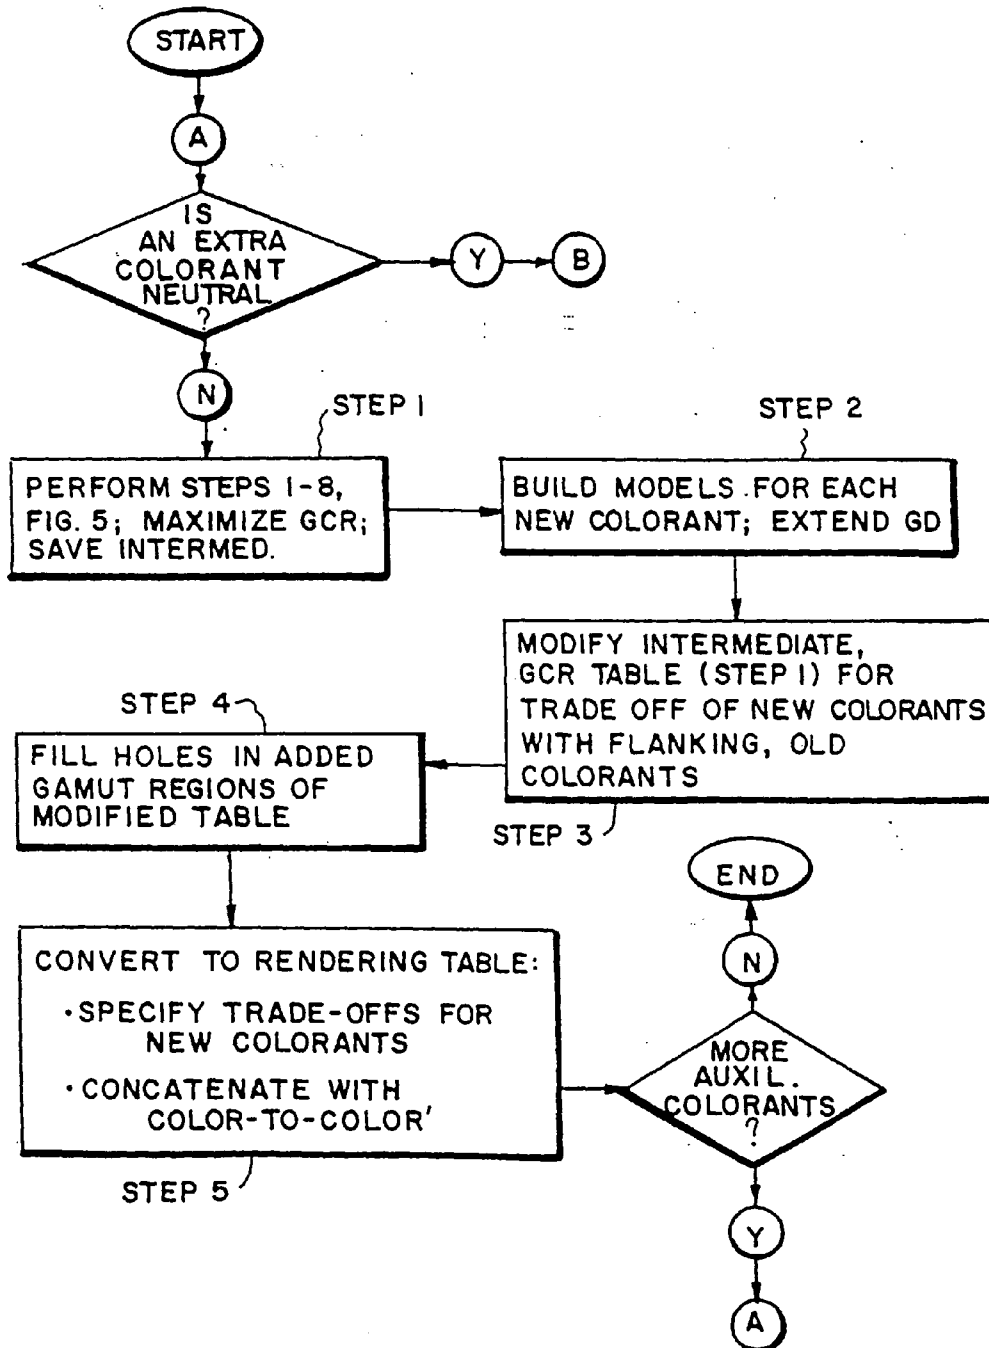 START
A
IS
AN EXTRA
COLORANT
NEUTRAL
?
Y
B
N
STEP 1
PERFORM STEPS 1-8,
FIG. 5; MAXIMIZE GCR;
SAVE INTERMED.
STEP 2
BUILD MODELS FOR EACH
NEW COLORANT; EXTEND GD
MODIFY INTERMEDIATE,
GCR TABLE (STEP 1) FOR
TRADE OFF OF NEW COLORANTS
WITH FLANKING, OLD
COLORANTS
STEP 3
STEP 4
FILL HOLES IN ADDED
GAMUT REGIONS OF
MODIFIED TABLE
CONVERT TO RENDERING TABLE:
•SPECIFY TRADE-OFFS FOR
NEW COLORANTS
•CONCATENATE WITH
COLOR-TO-COLOR'
STEP 5
END
N
MORE
AUXIL.
COLORANTS
?
Y
A